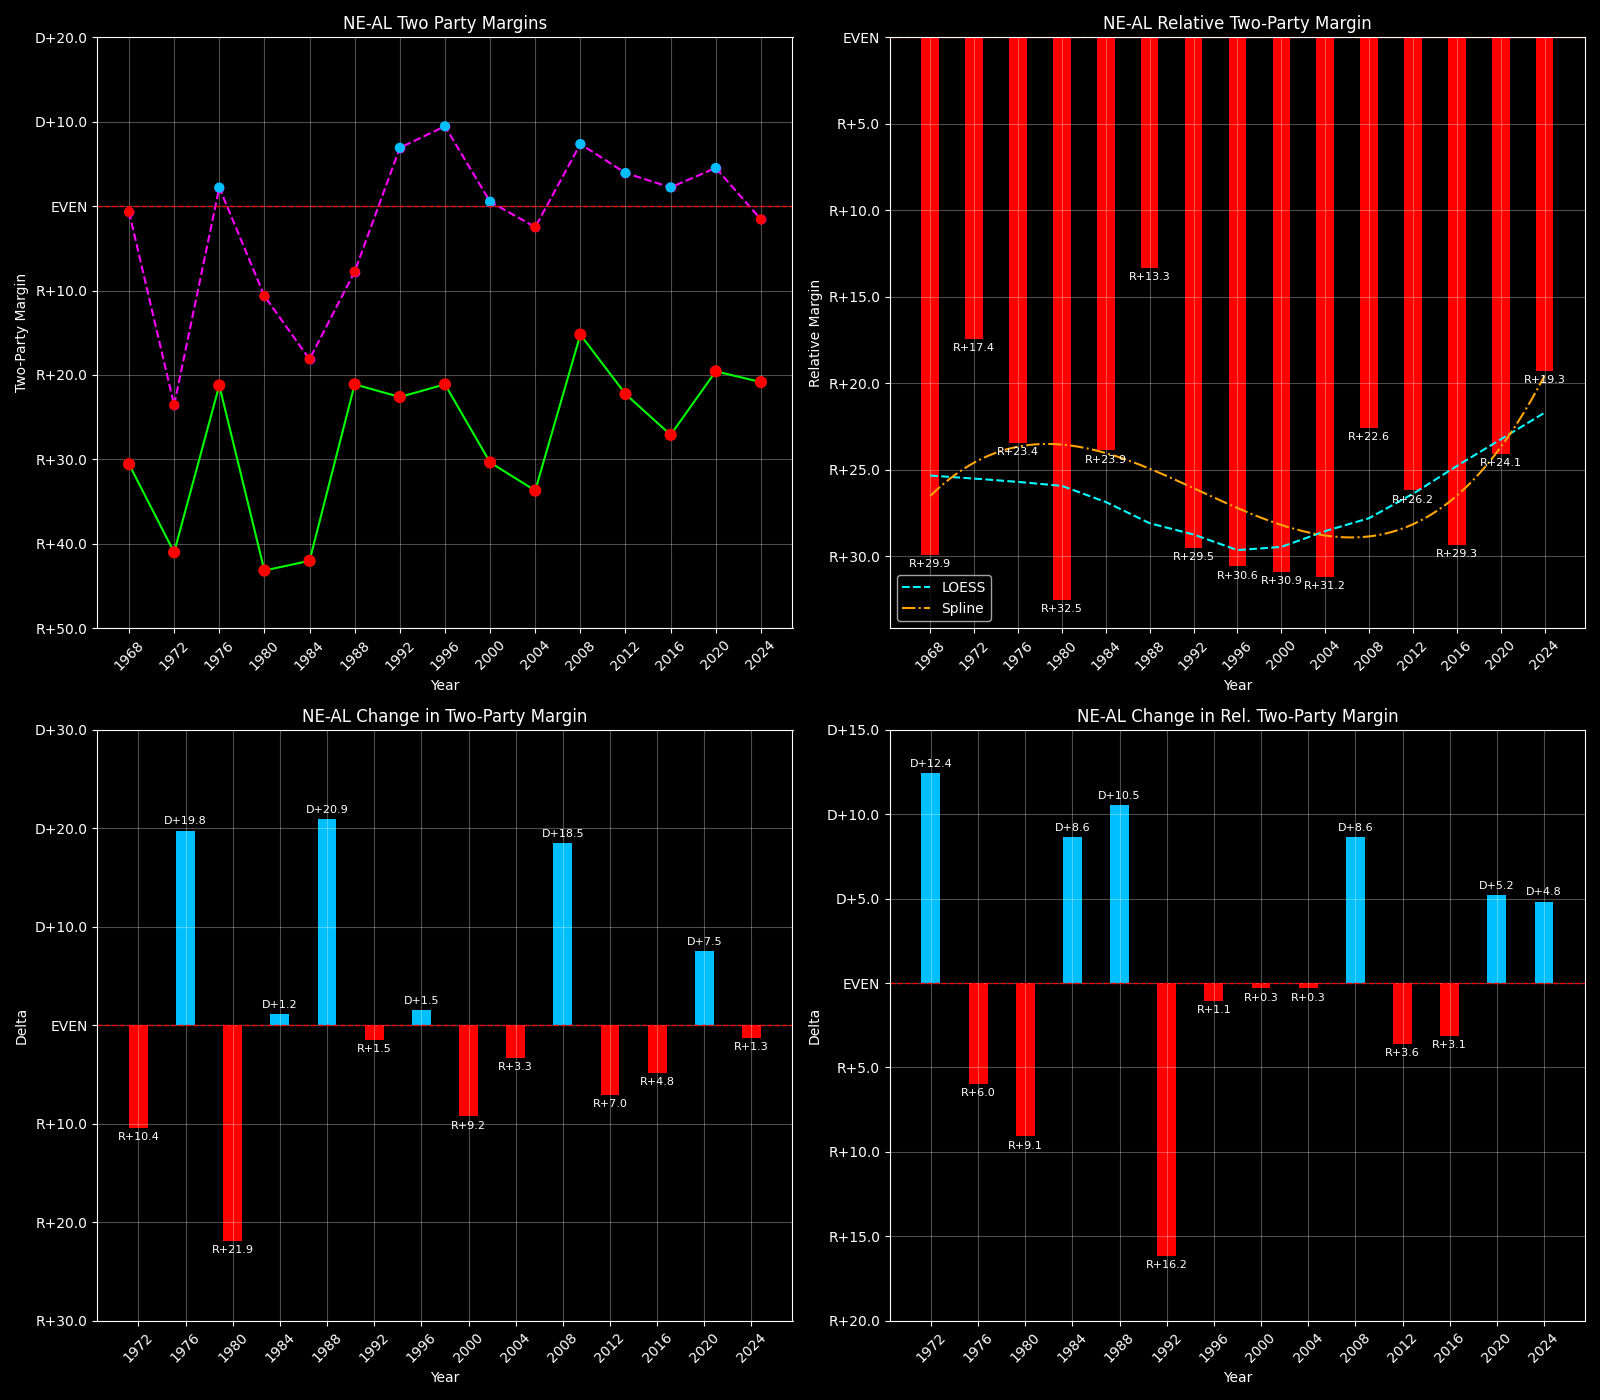 NE-AL Two Party Margins
D+20.0
D+10.0
EVEN
R+10.0
R+20.0
R+30.0
R+40.0
R+50.0
Two-Party Margin
1968 1972 1976 1980 1984 1988 1992 1996 2000 2004 2008 2012 2016 2020 2024
Year
NE-AL Relative Two-Party Margin
EVEN
R+5.0
R+10.0
R+15.0
R+20.0
R+25.0
R+30.0
Relative Margin
R+29.9 R+17.4 R+23.4 R+32.5 R+23.9 R+13.3 R+29.5 R+30.6 R+30.9 R+31.2 R+22.6 R+26.2 R+29.3 R+24.1 R+19.3
LOESS
Spline
1968 1972 1976 1980 1984 1988 1992 1996 2000 2004 2008 2012 2016 2020 2024
Year
NE-AL Change in Two-Party Margin
D+30.0
D+20.0
D+10.0
EVEN
R+10.0
R+20.0
R+30.0
Delta
R+10.4 D+19.8 R+21.9 D+1.2 D+20.9 R+1.5 D+1.5 R+9.2 R+3.3 D+18.5 R+7.0 R+4.8 D+7.5 R+1.3
1972 1976 1980 1984 1988 1992 1996 2000 2004 2008 2012 2016 2020 2024
Year
NE-AL Change in Rel. Two-Party Margin
D+15.0
D+10.0
D+5.0
EVEN
R+5.0
R+10.0
R+15.0
R+20.0
Delta
D+12.4 R+6.0 R+9.1 D+8.6 D+10.5 R+16.2 R+1.1 R+0.3 R+0.3 D+8.6 R+3.6 R+3.1 D+5.2 D+4.8
1972 1976 1980 1984 1988 1992 1996 2000 2004 2008 2012 2016 2020 2024
Year